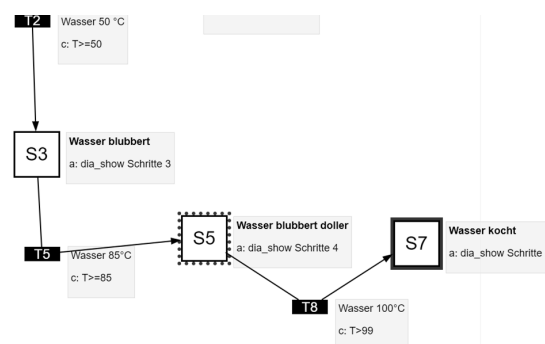 T2
Wasser 50 °C
c: T>=50
S3
Wasser blubbert
a: dia_show Schritte 3
T5
Wasser 85°C
c: T>=85
S5
Wasser blubbert doller
a: dia_show Schritte 4
S7
Wasser kocht
a: dia_show Schritte
T8
Wasser 100°C
c: T>99